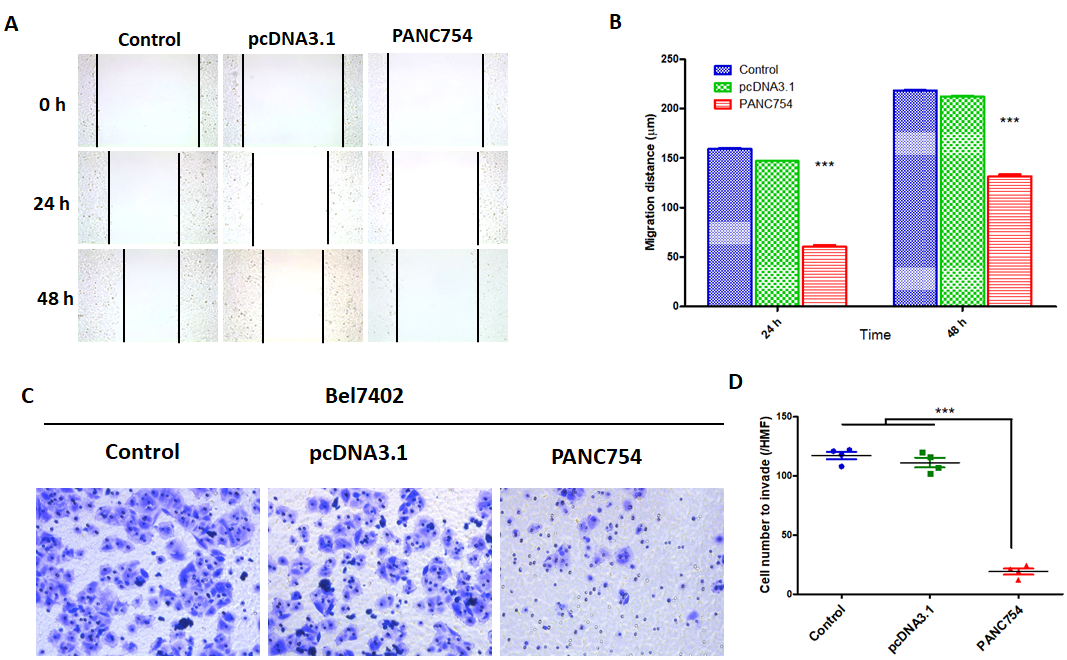 A
Control
pcDNA3.1
PANC754
0 h
24 h
48 h
B
250
200
150
100
50
0
Migration distance (μm)
Control
pcDNA3.1
PANC754
***
***
24 h
Time
48 h
C
Bel7402
Control
pcDNA3.1
PANC754
D
150
100
50
0
Cell number to invade (/HMF)
***
Control
pcDNA3.1
PANC754